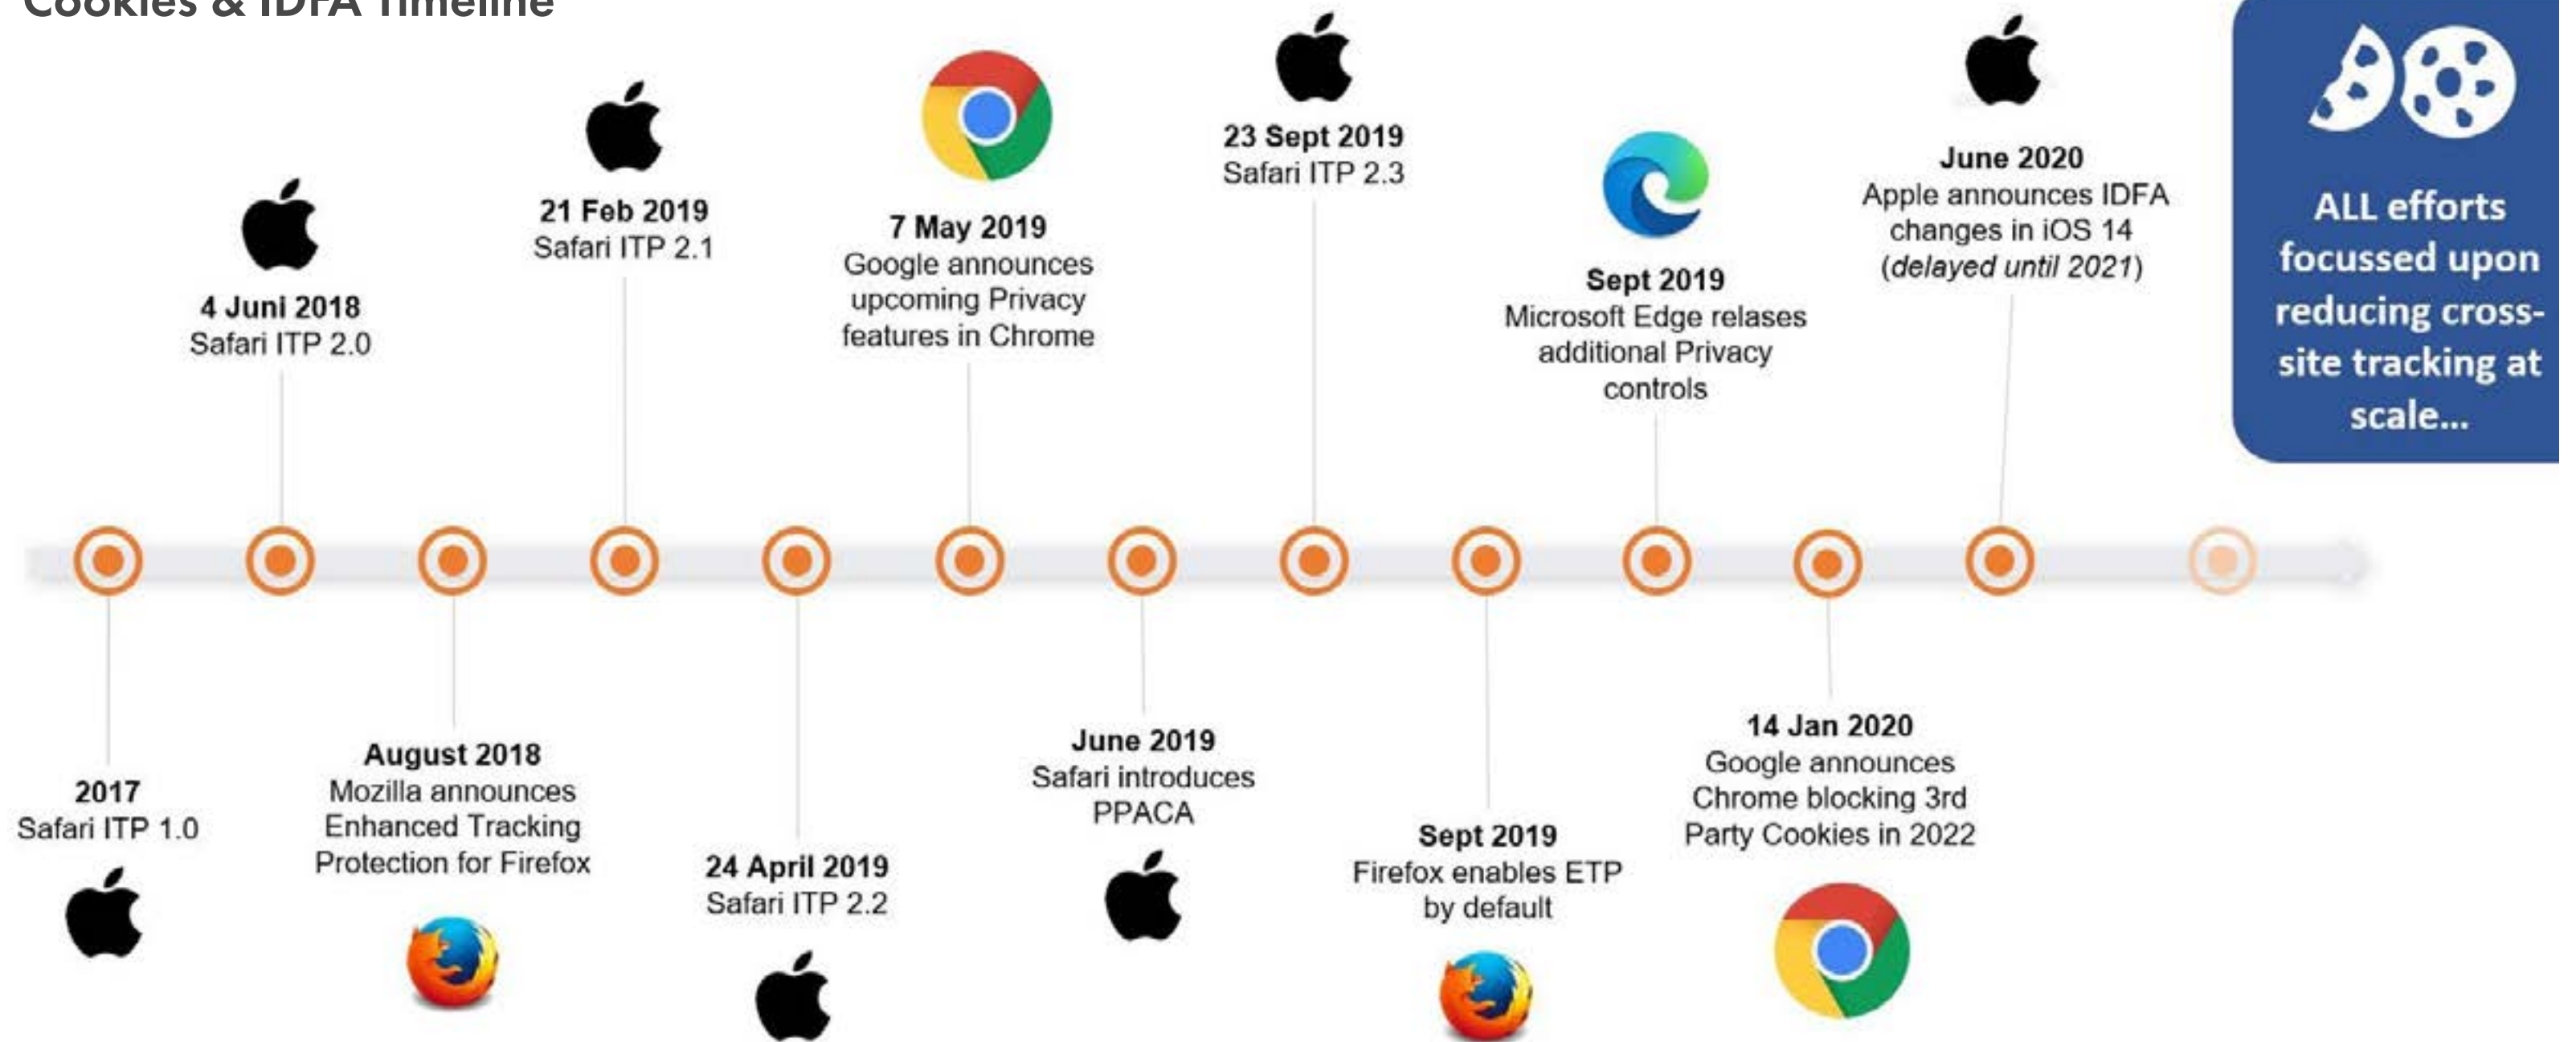 Cookies & IDFA Timeline
2017
Safari ITP 1.0
4 Juni 2018
Safari ITP 2.0
August 2018
Mozilla announces
Enhanced Tracking
Protection for Firefox
21 Feb 2019
Safari ITP 2.1
24 April 2019
Safari ITP 2.2
7 May 2019
Google announces
upcoming Privacy
features in Chrome
June 2019
Safari introduces
PPACA
23 Sept 2019
Safari ITP 2.3
Sept 2019
Firefox enables ETP
by default
Sept 2019
Microsoft Edge relases
additional Privacy
controls
14 Jan 2020
Google announces
Chrome blocking 3rd
Party Cookies in 2022
June 2020
Apple announces IDFA
changes in iOS 14
(delayed until 2021)
ALL efforts
focussed upon
reducing cross-
site tracking at
scale...